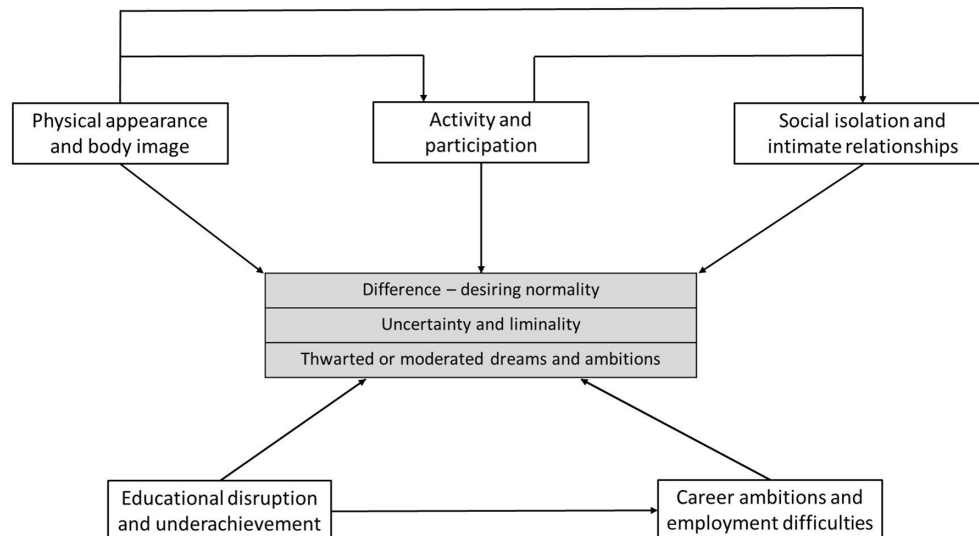 Physical appearance
and body image
Activity and
participation
Social isolation and
intimate relationships
Difference – desiring normality
Uncertainty and liminality
Thwarted or moderated dreams and ambitions
Educational disruption
and underachievement
Career ambitions and
employment difficulties